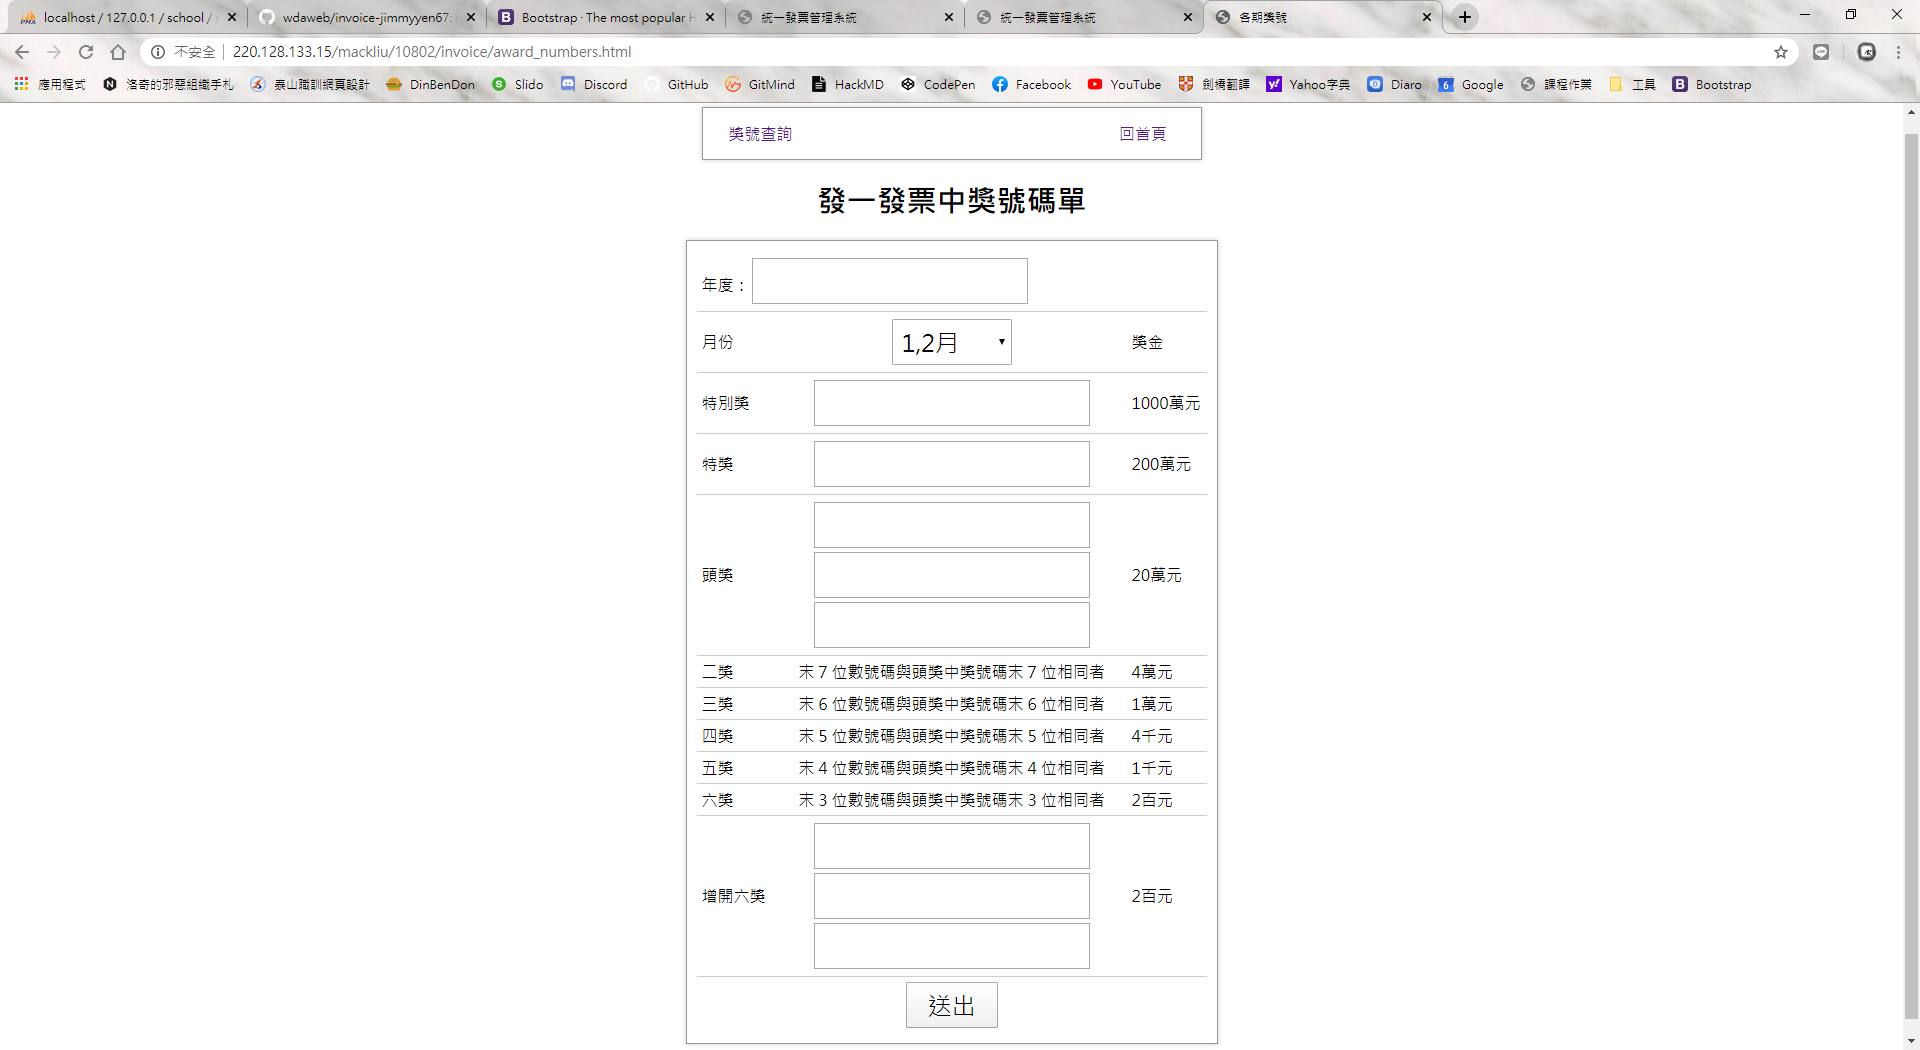 localhost / 127.0.0.1 / school / s
wdaweb/invoice-jimmyyen67: i
Bootstrap · The most popular H
統一發票管理系統
統一發票管理系統
各期獎號
不安全 | 220.128.133.15/mackliu/10802/invoice/award_numbers.html
應用程式 洛奇的邪惡組織手札 泰山職訓網頁設計 DinBenDon Slido Discord GitHub GitMind HackMD CodePen Facebook YouTube 劍橋翻譯 Yahoo字典 Diaro Google 課程作業 工具 Bootstrap
獎號查詢 回首頁
發一發票中獎號碼單
年度：
月份 1,2月 獎金
特別獎 1000萬元
特獎 200萬元
頭獎 20萬元
二獎 末 7 位數號碼與頭獎中獎號碼末 7 位相同者 4萬元
三獎 末 6 位數號碼與頭獎中獎號碼末 6 位相同者 1萬元
四獎 末 5 位數號碼與頭獎中獎號碼末 5 位相同者 4千元
五獎 末 4 位數號碼與頭獎中獎號碼末 4 位相同者 1千元
六獎 末 3 位數號碼與頭獎中獎號碼末 3 位相同者 2百元
增開六獎 2百元
送出